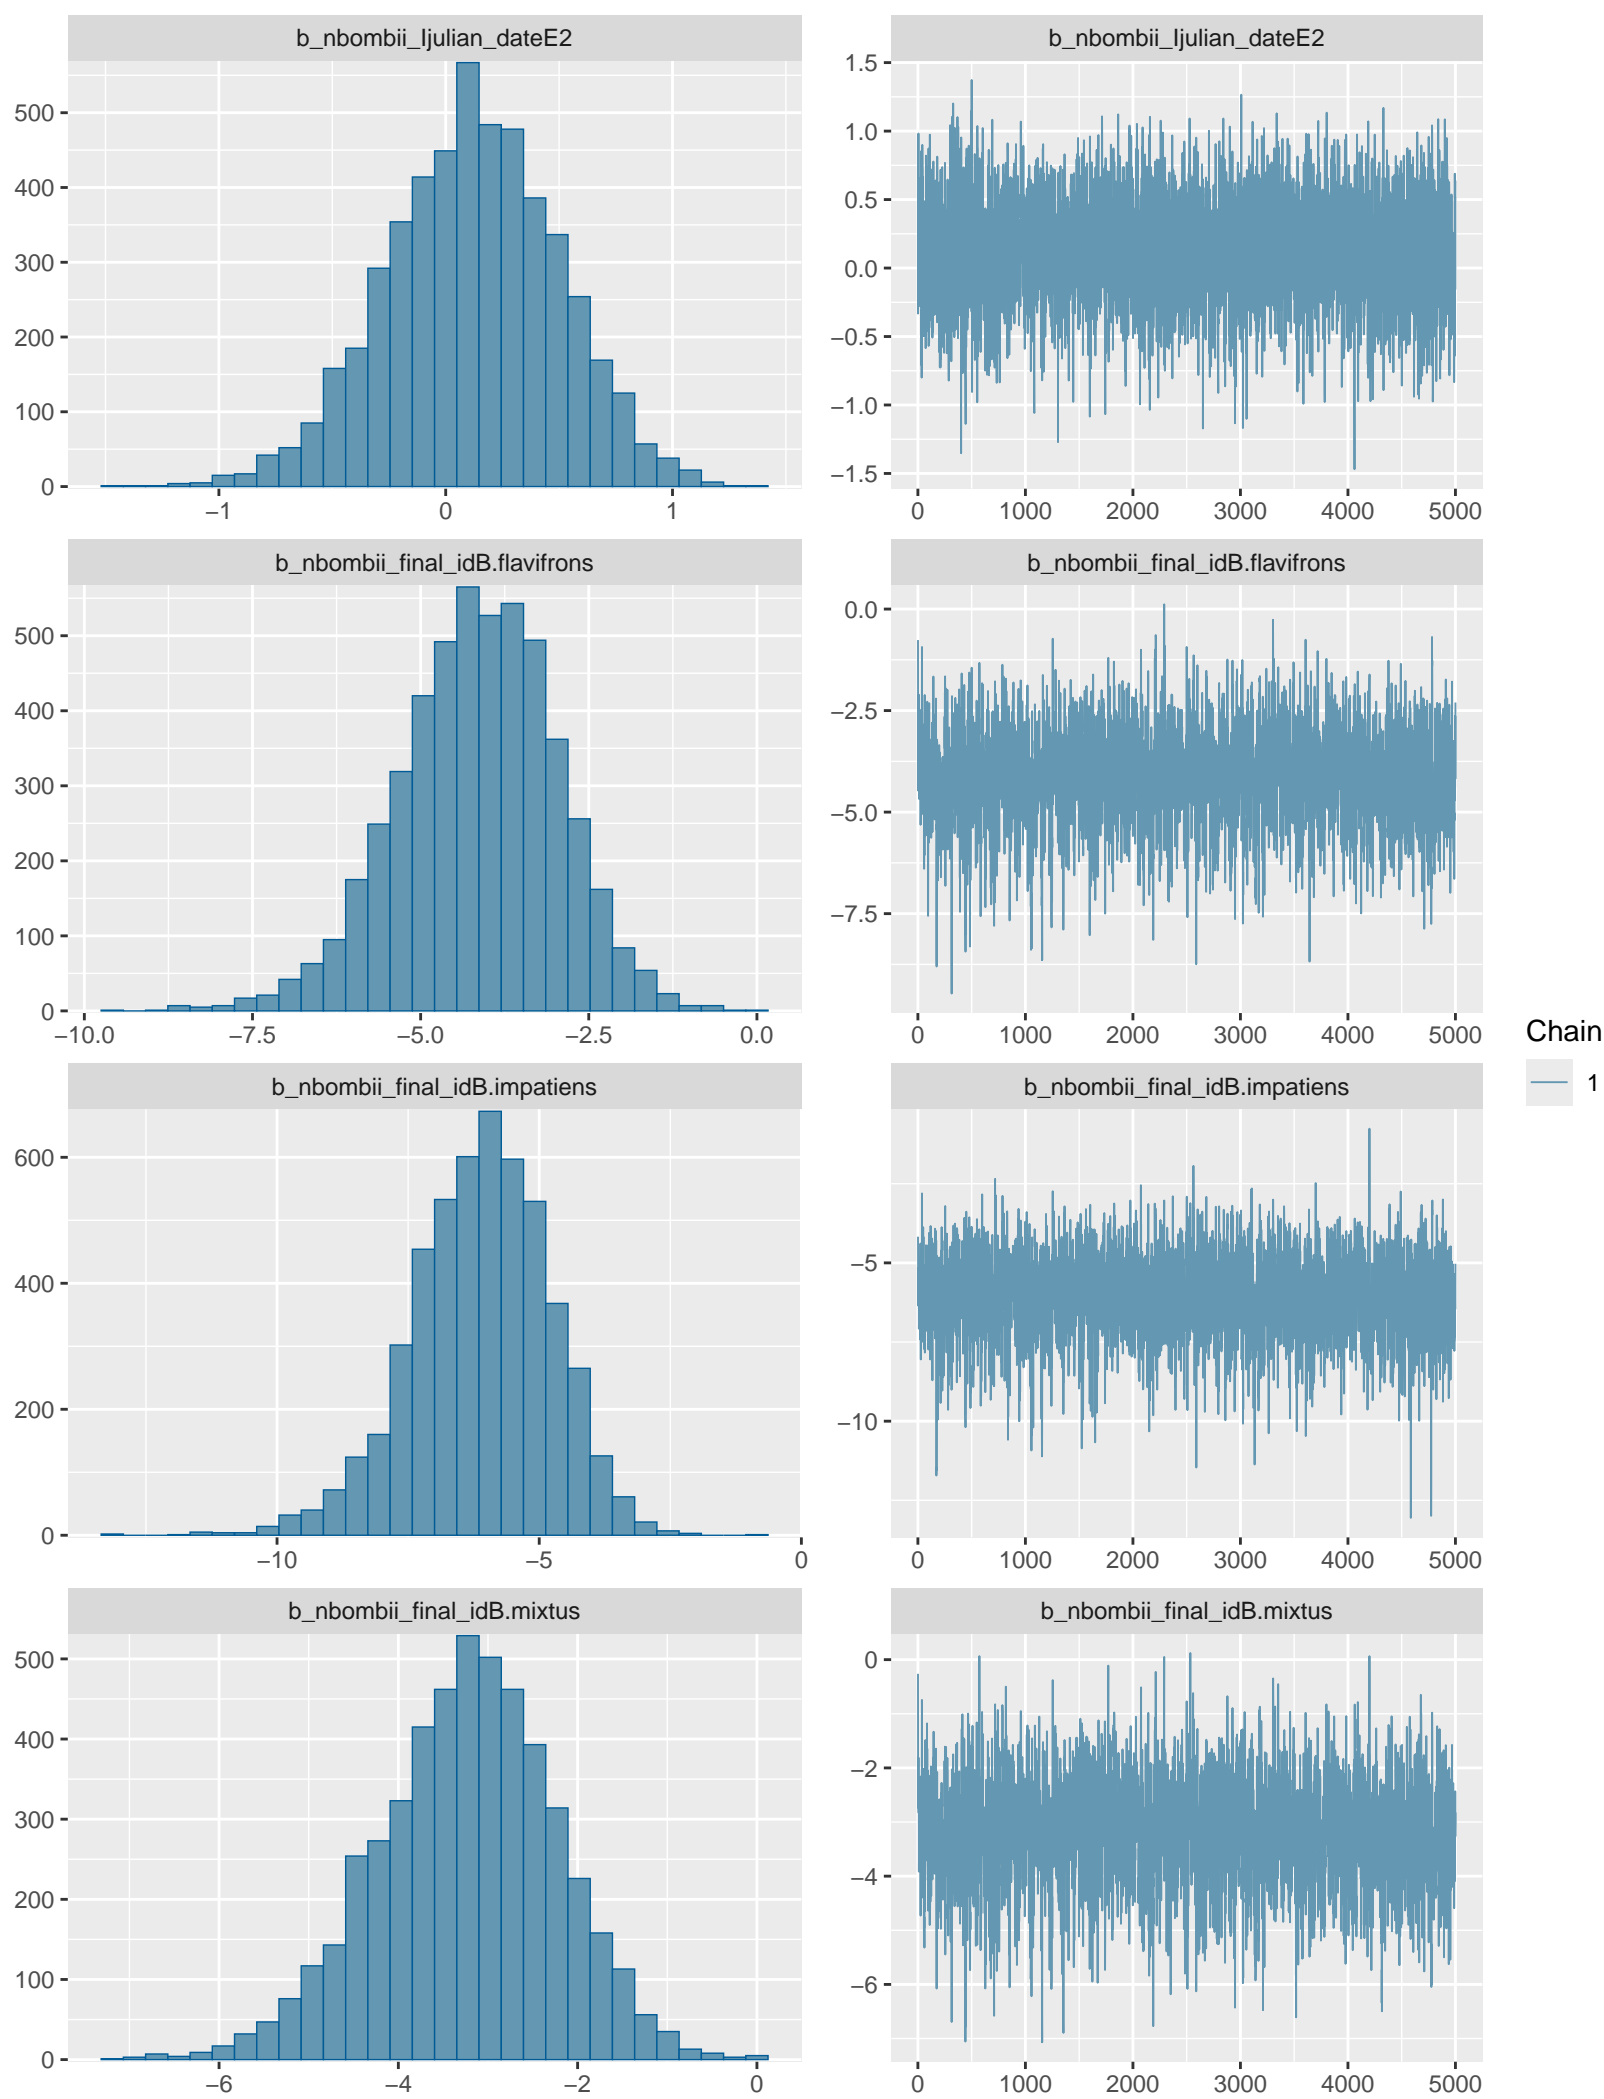 b_nbombii_Ijulian_dateE2
b_nbombii_Ijulian_dateE2
500
400
300
200
100
0
−1 0 1
1.5
1.0
0.5
0.0
−0.5
−1.0
−1.5
0 1000 2000 3000 4000 5000
b_nbombii_final_idB.flavifrons
b_nbombii_final_idB.flavifrons
500
400
300
200
100
0
−10.0 −7.5 −5.0 −2.5 0.0
0.0
−2.5
−5.0
−7.5
0 1000 2000 3000 4000 5000
Chain
1
b_nbombii_final_idB.impatiens
b_nbombii_final_idB.impatiens
600
400
200
0
−10 −5 0
−5
−10
0 1000 2000 3000 4000 5000
b_nbombii_final_idB.mixtus
b_nbombii_final_idB.mixtus
500
400
300
200
100
0
−6 −4 −2 0
0
−2
−4
−6
0 1000 2000 3000 4000 5000